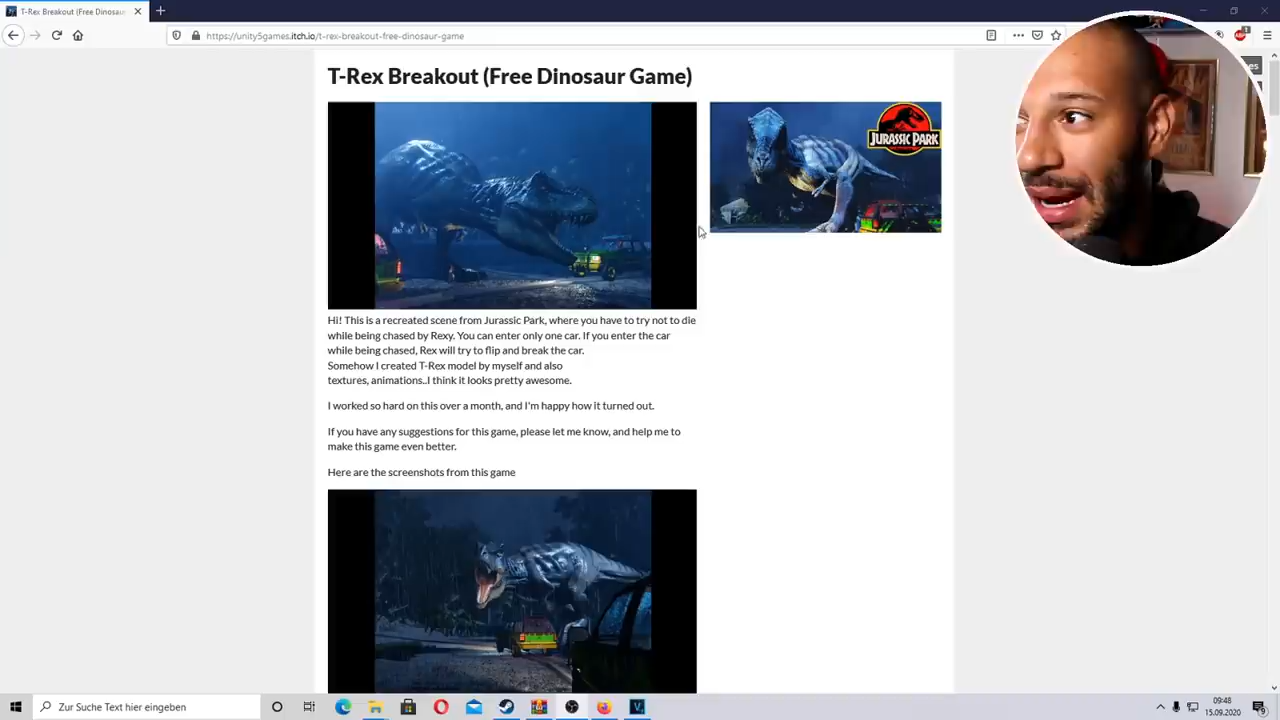 T-Rex Breakout (Free Dinosaur
https://unity5games.itch.io/t-rex-breakout-free-dinosaur-game
T-Rex Breakout (Free Dinosaur Game)
JURASSIC PARK
Hi! This is a recreated scene from Jurassic Park, where you have to try not to die
while being chased by Rexy. You can enter only one car. If you enter the car
while being chased, Rex will try to flip and break the car.
Somehow I created T-Rex model by myself and also
textures, animations..I think it looks pretty awesome.
I worked so hard on this over a month, and I'm happy how it turned out.
If you have any suggestions for this game, please let me know, and help me to
make this game even better.
Here are the screenshots from this game
Zur Suche Text hier eingeben
09:48
15.09.2020